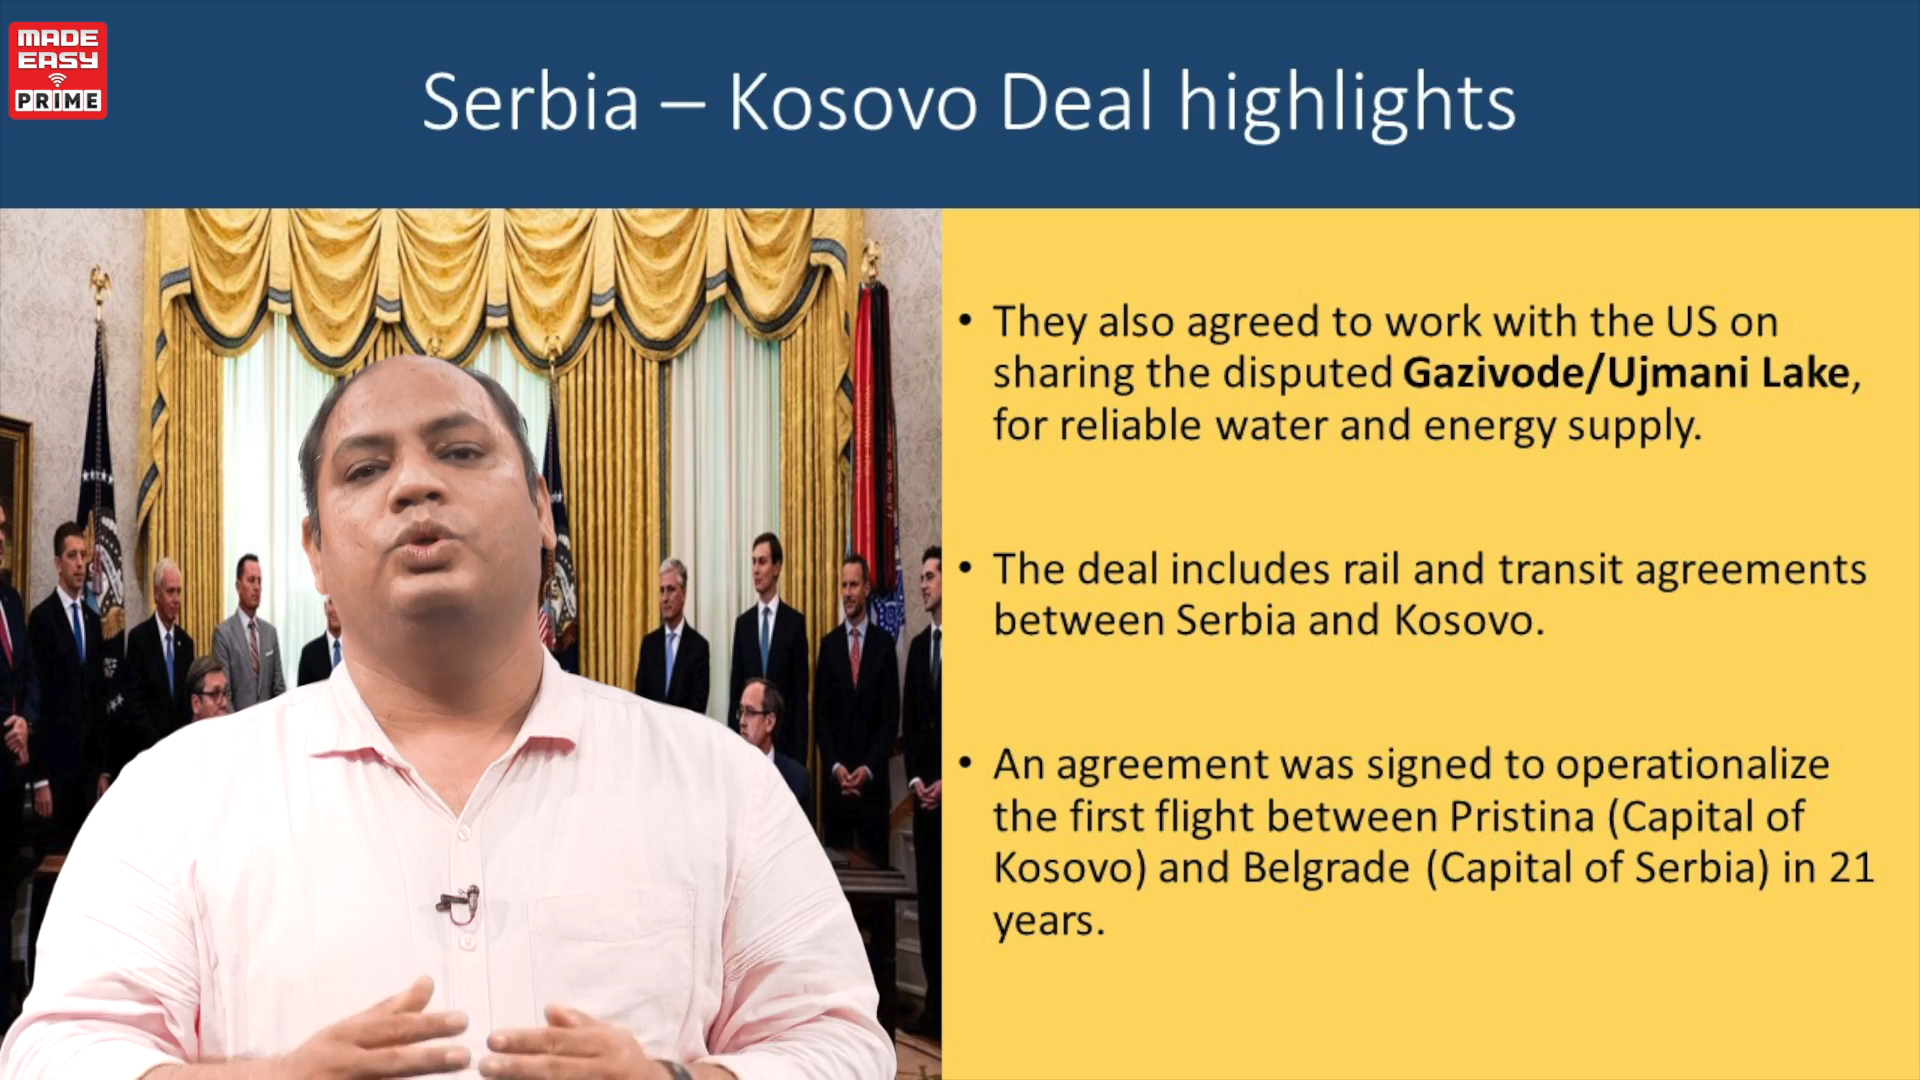 MADE
EASY
PRIME
Serbia – Kosovo Deal highlights
• They also agreed to work with the US on
sharing the disputed Gazivode/Ujmani Lake,
for reliable water and energy supply.
• The deal includes rail and transit agreements
between Serbia and Kosovo.
• An agreement was signed to operationalize
the first flight between Pristina (Capital of
Kosovo) and Belgrade (Capital of Serbia) in 21
years.